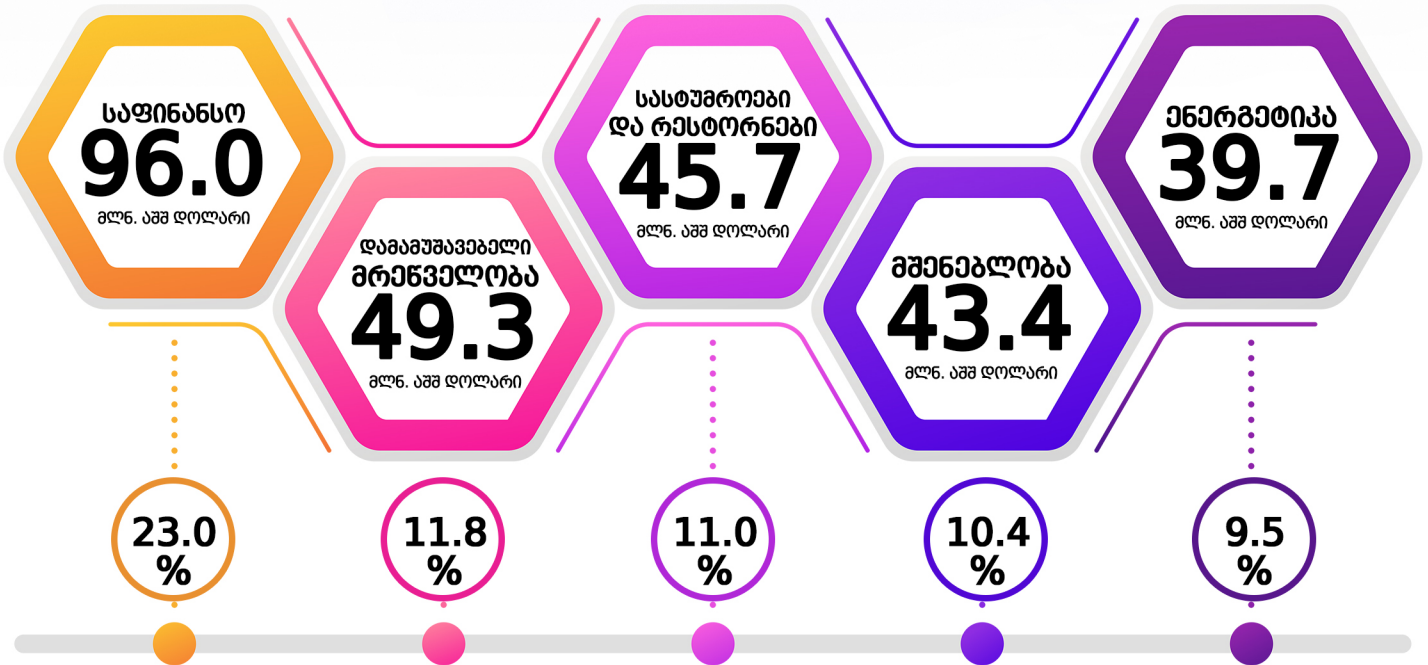 საფინანსო
96.0
მლნ. აშშ დოლარი
დამამუშავებელი
მრეწველობა
49.3
მლნ. აშშ დოლარი
სასტუმროები
და რესტორნები
45.7
მლნ. აშშ დოლარი
მშენებლობა
43.4
მლნ. აშშ დოლარი
ენერგეტიკა
39.7
მლნ. აშშ დოლარი
23.0
%
11.8
%
11.0
%
10.4
%
9.5
%